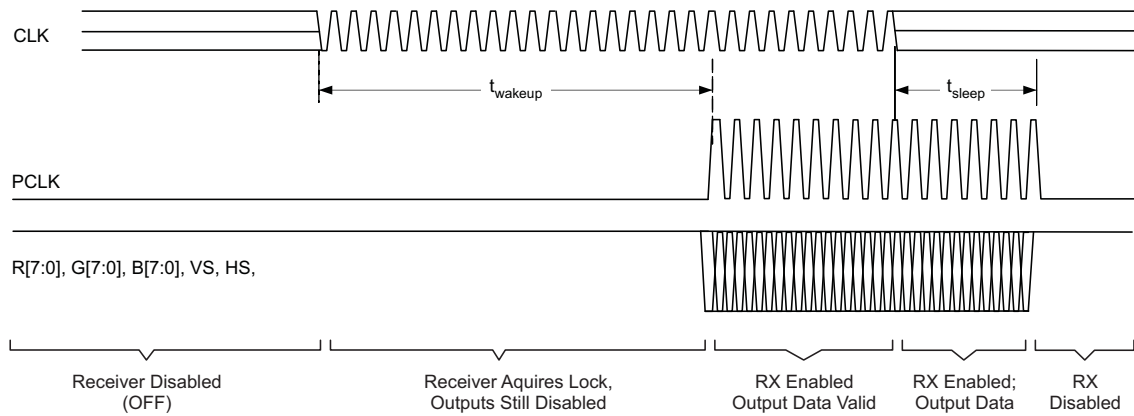 CLK
twakeup
tsleep
PCLK
R[7:0], G[7:0], B[7:0], VS, HS,
Receiver Disabled
(OFF)
Receiver Aquires Lock,
Outputs Still Disabled
RX Enabled
Output Data Valid
RX Enabled;
Output Data
RX
Disabled